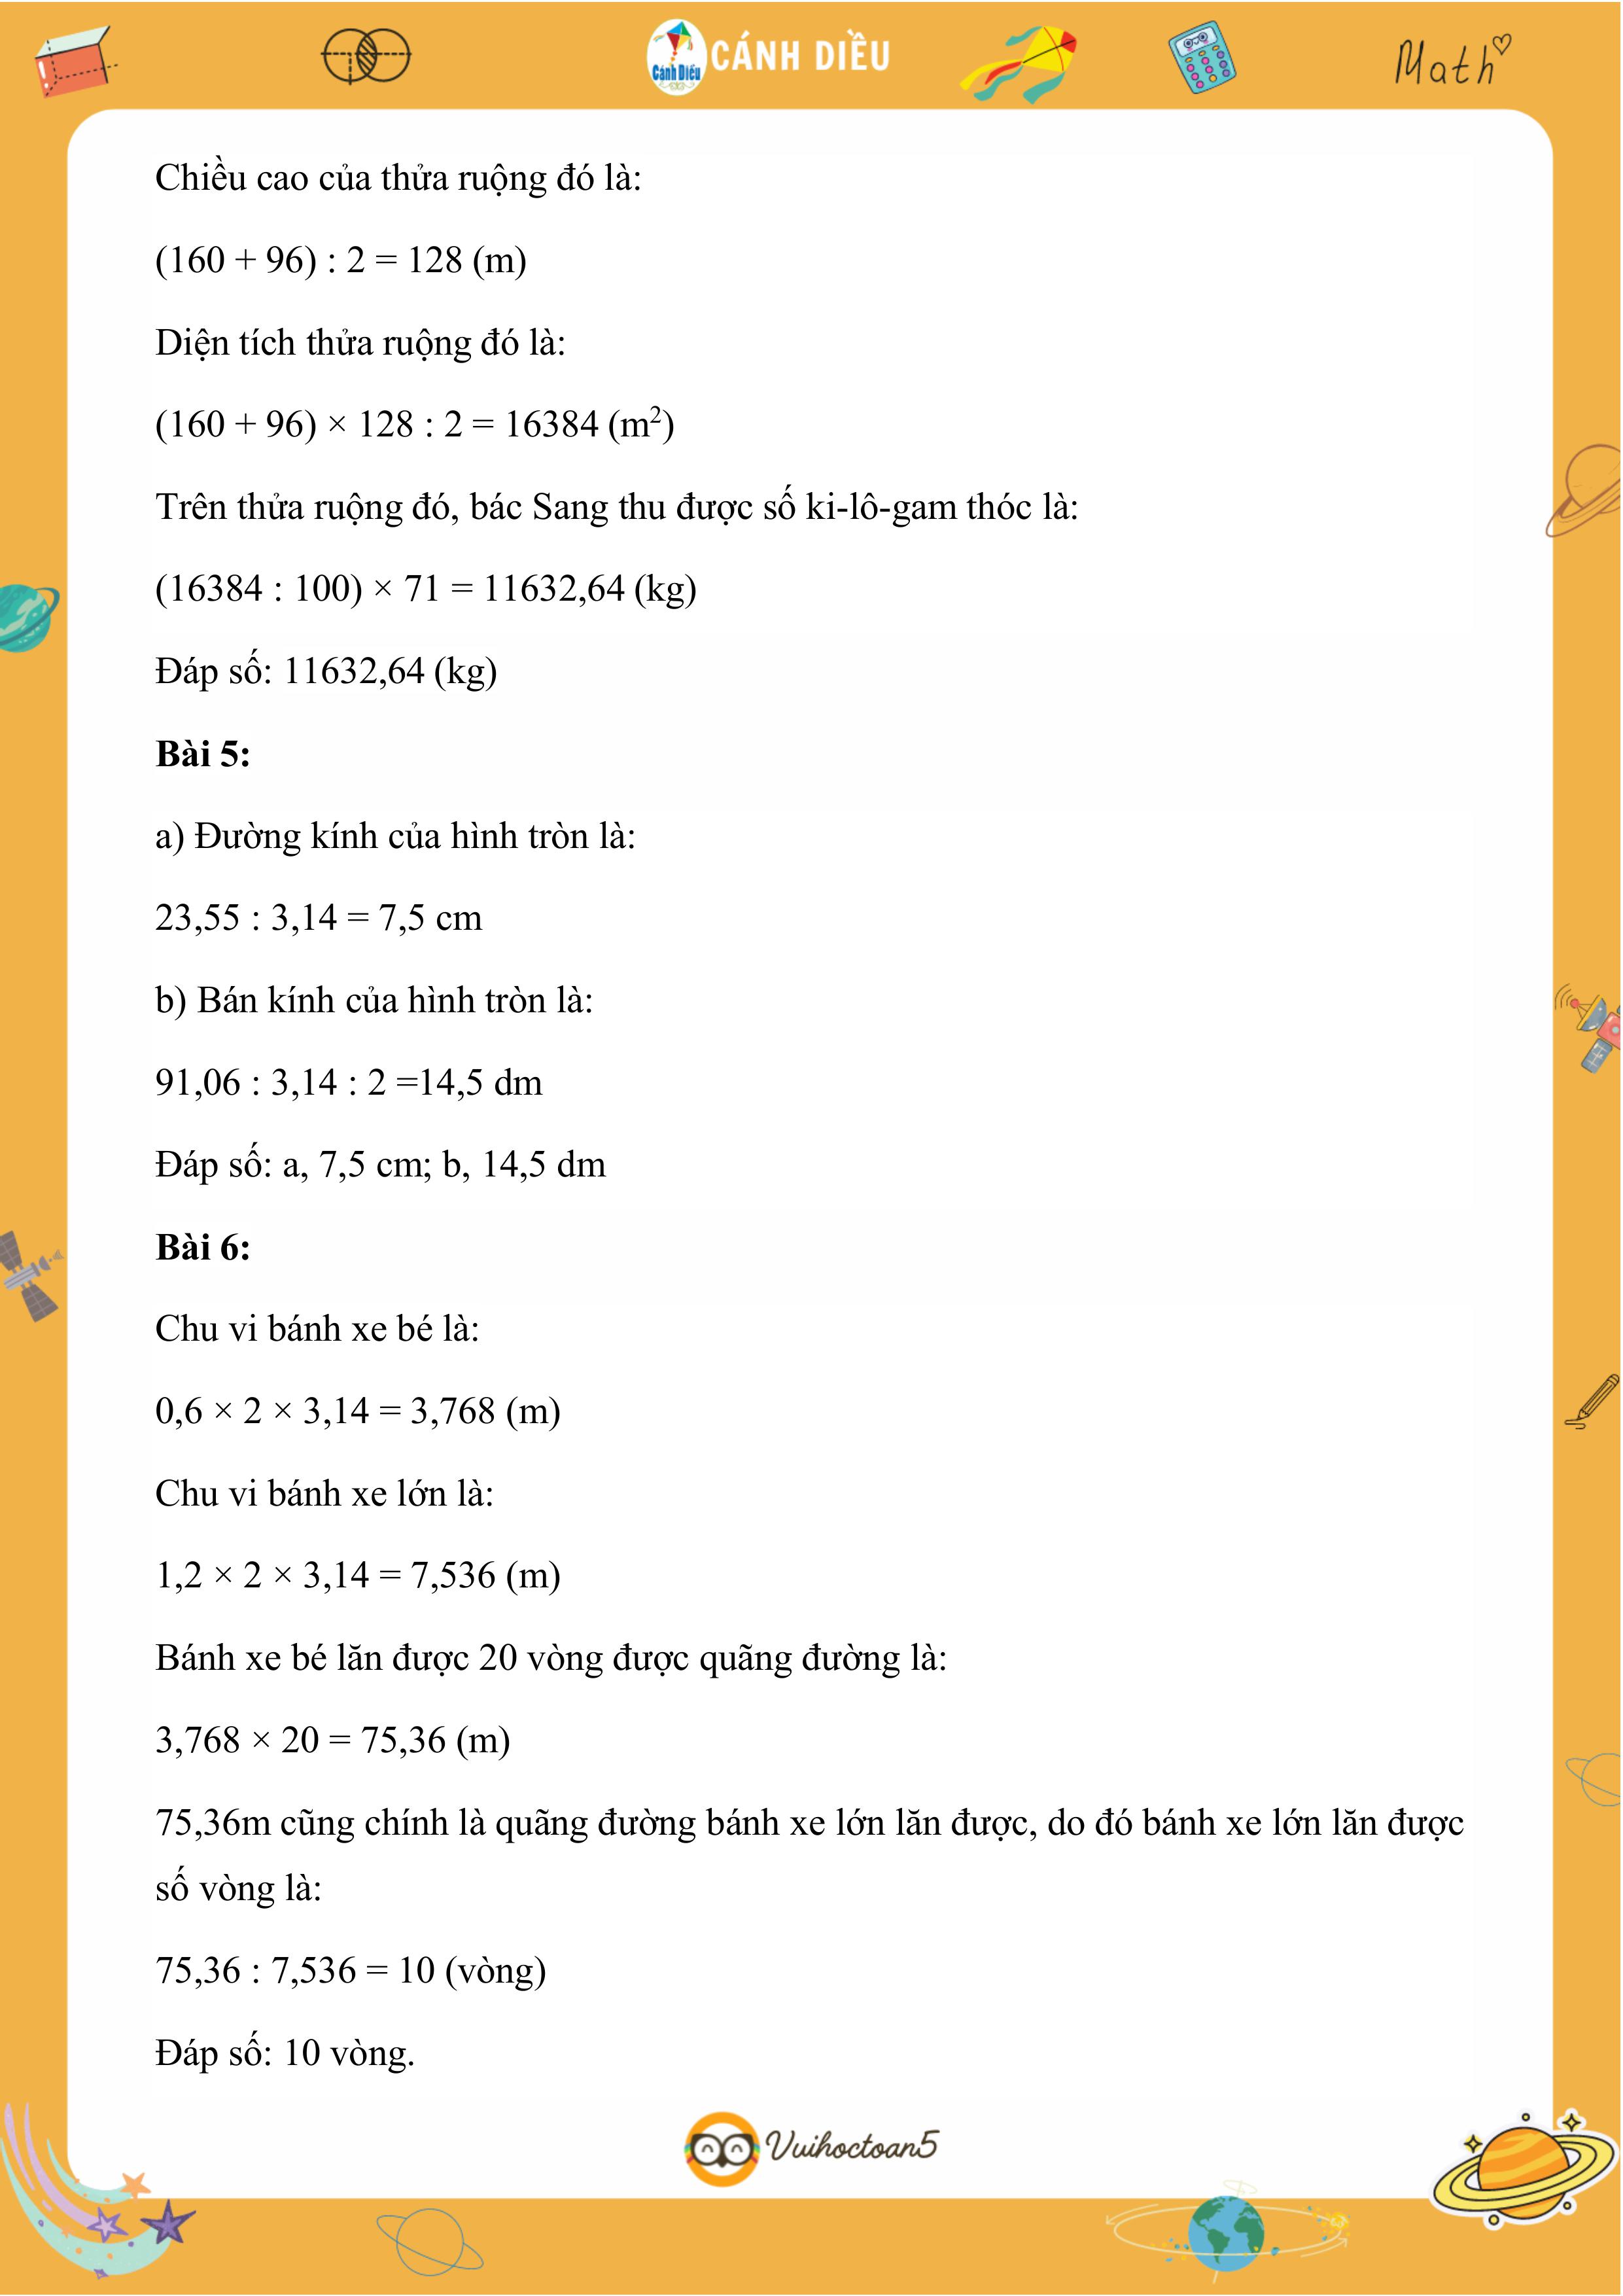 Cánh Diều
CÁNH DIỀU
Math
Chiều cao của thửa ruộng đó là:
(160 + 96) : 2 = 128 (m)
Diện tích thửa ruộng đó là:
(160 + 96) × 128 : 2 = 16384 (m²)
Trên thửa ruộng đó, bác Sang thu được số ki-lô-gam thóc là:
(16384 : 100) × 71 = 11632,64 (kg)
Đáp số: 11632,64 (kg)
Bài 5:
a) Đường kính của hình tròn là:
23,55 : 3,14 = 7,5 cm
b) Bán kính của hình tròn là:
91,06 : 3,14 : 2 =14,5 dm
Đáp số: a, 7,5 cm; b, 14,5 dm
Bài 6:
Chu vi bánh xe bé là:
0,6 × 2 × 3,14 = 3,768 (m)
Chu vi bánh xe lớn là:
1,2 × 2 × 3,14 = 7,536 (m)
Bánh xe bé lăn được 20 vòng được quãng đường là:
3,768 × 20 = 75,36 (m)
75,36m cũng chính là quãng đường bánh xe lớn lăn được, do đó bánh xe lớn lăn được
số vòng là:
75,36 : 7,536 = 10 (vòng)
Đáp số: 10 vòng.
Vuihoctoan5